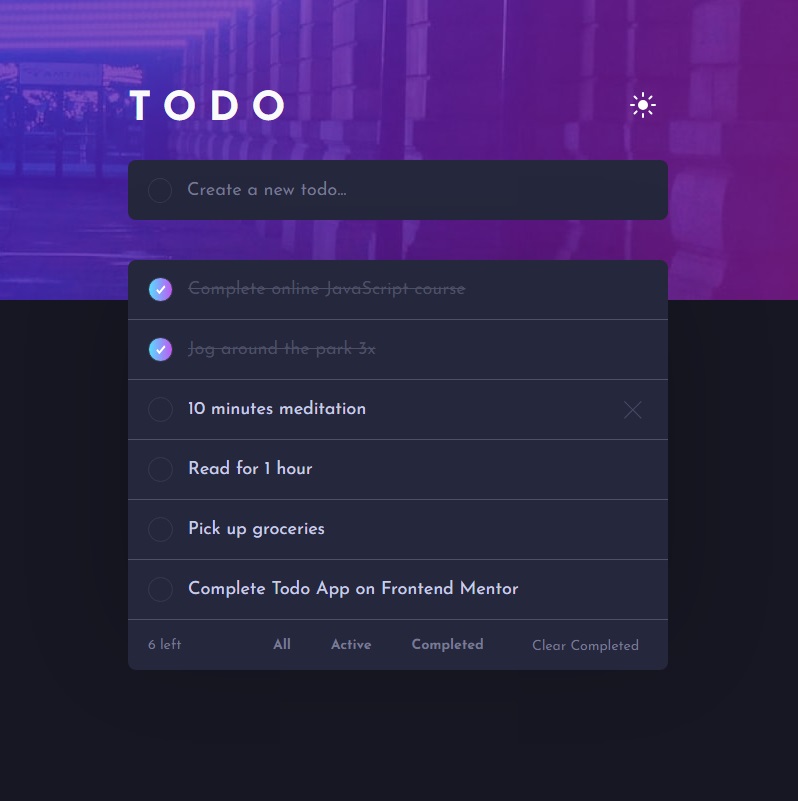 TODO
Create a new todo...
Complete online JavaScript course
Jog around the park 3x
10 minutes meditation
Read for 1 hour
Pick up groceries
Complete Todo App on Frontend Mentor
6 left All Active Completed Clear Completed